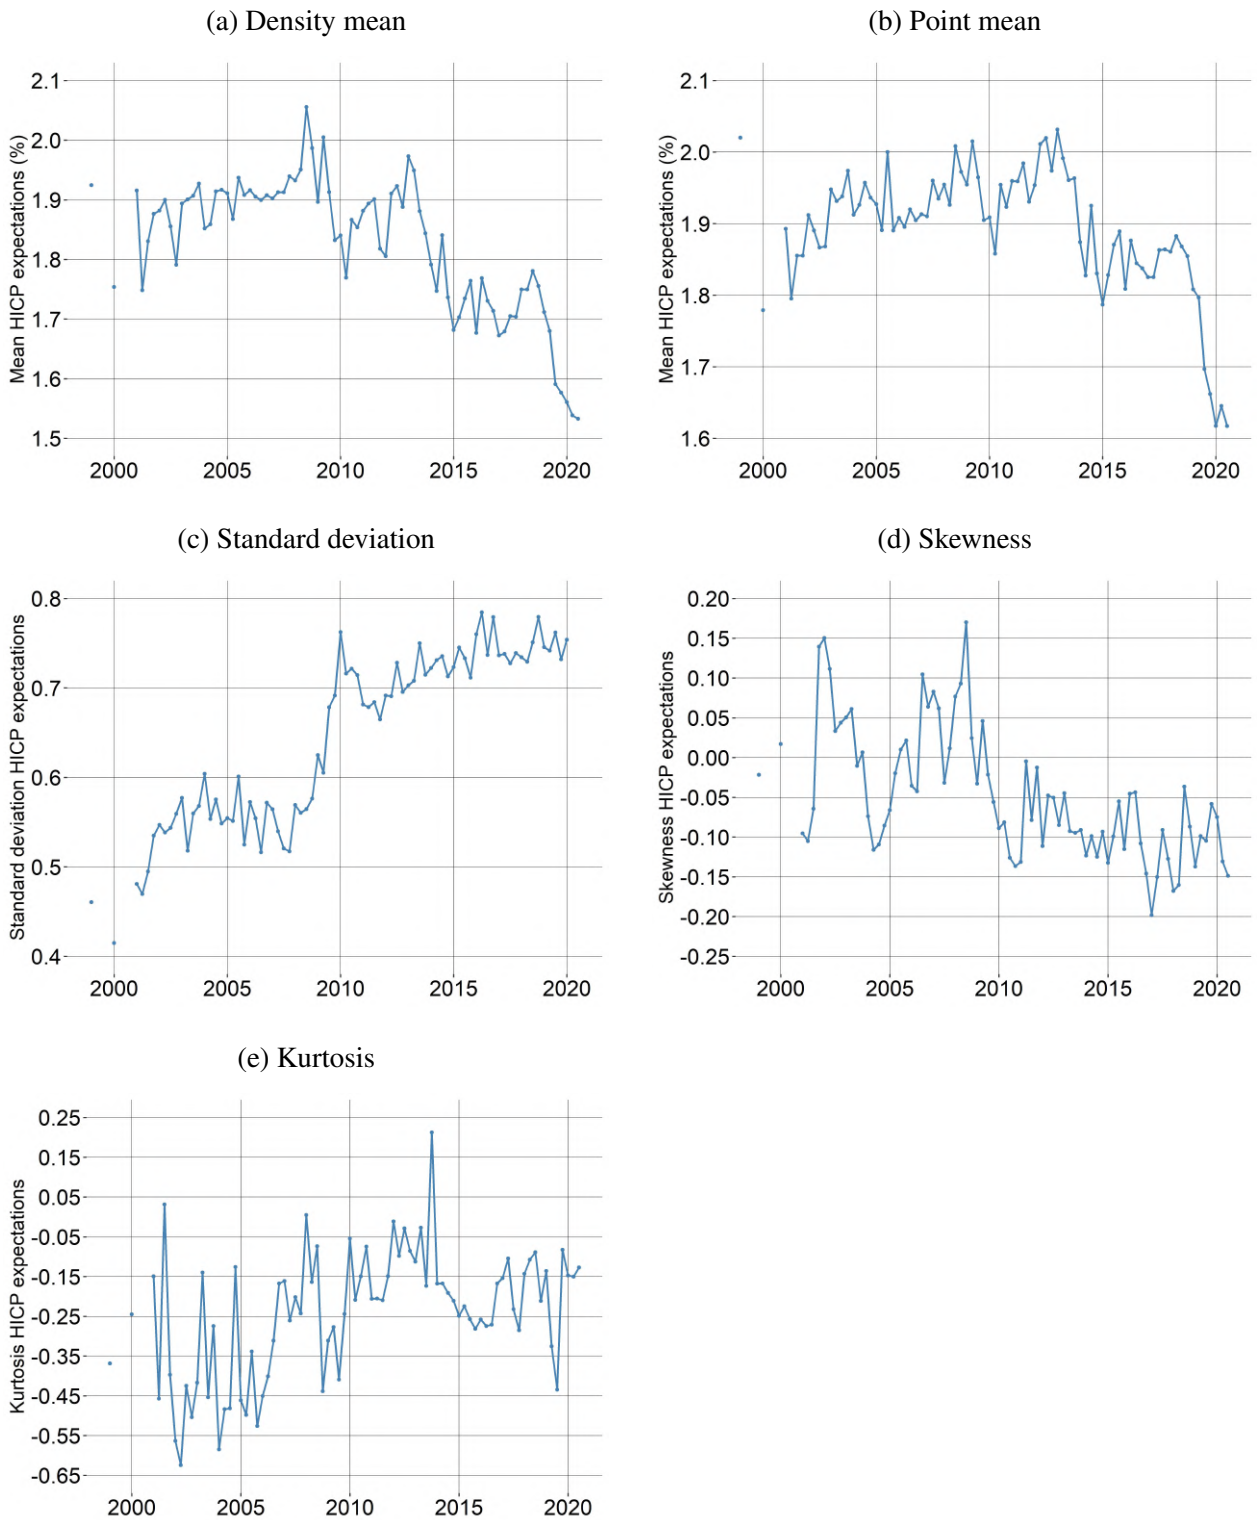 (a) Density mean
Mean HICP expectations (%)
2.1
2.0
1.9
1.8
1.7
1.6
1.5
2000 2005 2010 2015 2020
(b) Point mean
Mean HICP expectations (%)
2.1
2.0
1.9
1.8
1.7
1.6
2000 2005 2010 2015 2020
(c) Standard deviation
Standard deviation HICP expectations
0.8
0.7
0.6
0.5
0.4
2000 2005 2010 2015 2020
(d) Skewness
Skewness HICP expectations
0.20
0.15
0.10
0.05
0.00
-0.05
-0.10
-0.15
-0.20
-0.25
2000 2005 2010 2015 2020
(e) Kurtosis
Kurtosis HICP expectations
0.25
0.15
0.05
-0.05
-0.15
-0.25
-0.35
-0.45
-0.55
-0.65
2000 2005 2010 2015 2020